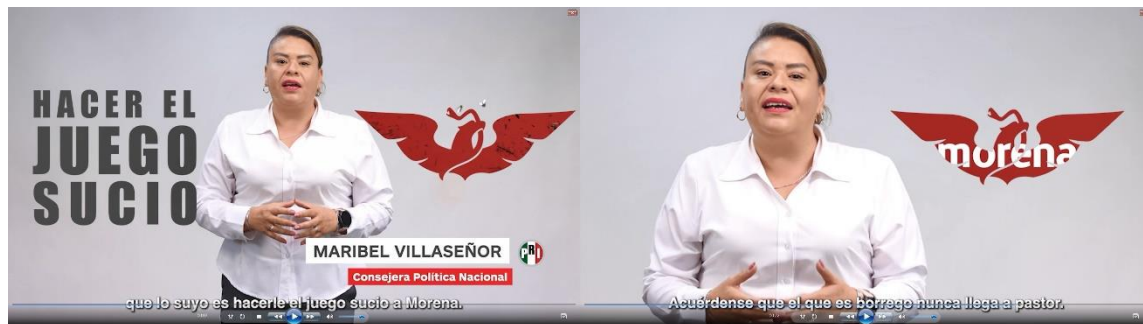 HACER EL
JUEGO
SUCIO
MARIBEL VILLASEÑOR
PRI
Consejera Política Nacional
que lo suyo es hacerle el juego sucio a Morena.
morena
Acuérdense que el que es borrego nunca llega a pastor.